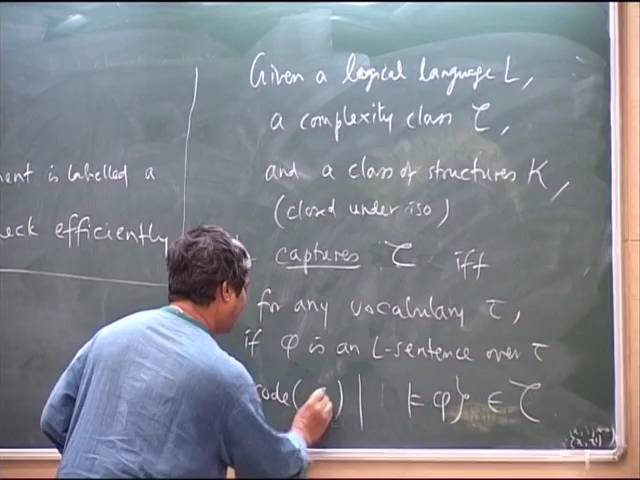 ment is labelled a
eck efficiently
Given a logical language L,
a complexity class ℂ,
and a class of structures K,
(closed under iso)
captures ℂ iff
for any vocabulary τ,
if φ is an L-sentence over τ
code( ) | ⊨ φ} ∈ ℂ